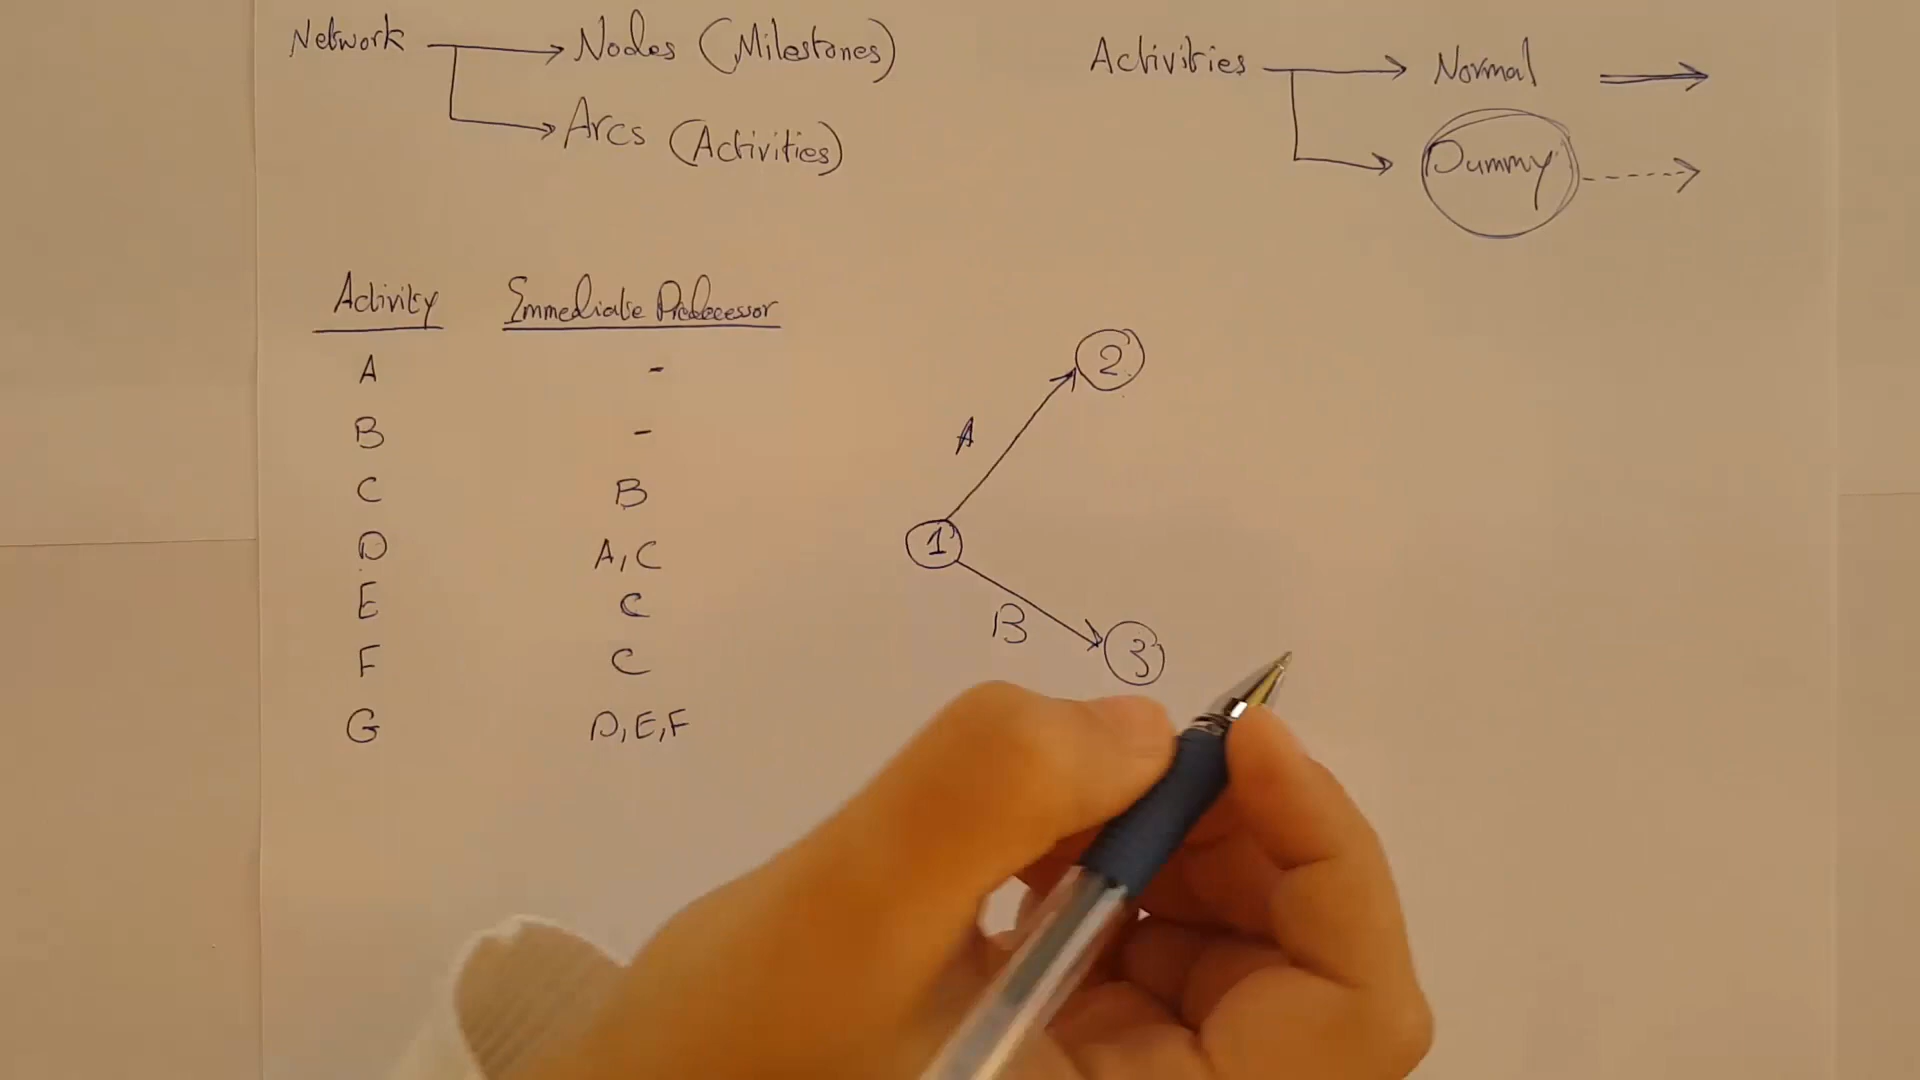 Network → Nodes (Milestones)
→ Arcs (Activities)
Activities → Normal
→ Dummy
Activity Immediate Predecessor
A -
B -
C B
D A,C
E C
F C
G D,E,F
2
A
1
B
3